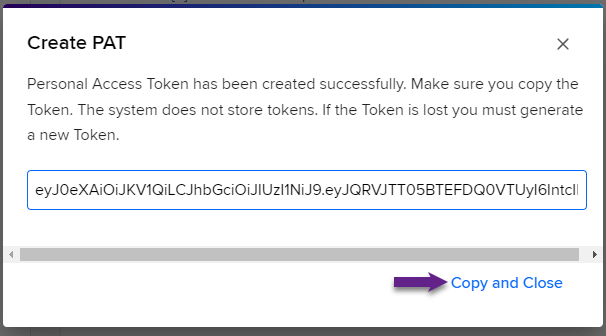 Create PAT
Personal Access Token has been created successfully. Make sure you copy the
Token. The system does not store tokens. If the Token is lost you must generate
a new Token.
eyJ0eXAiOiJKV1QiLCJhbGciOiJIUzI1NiJ9.eyJQRVJTT05BTEFDQ0VTUyI6IntcIl
Copy and Close